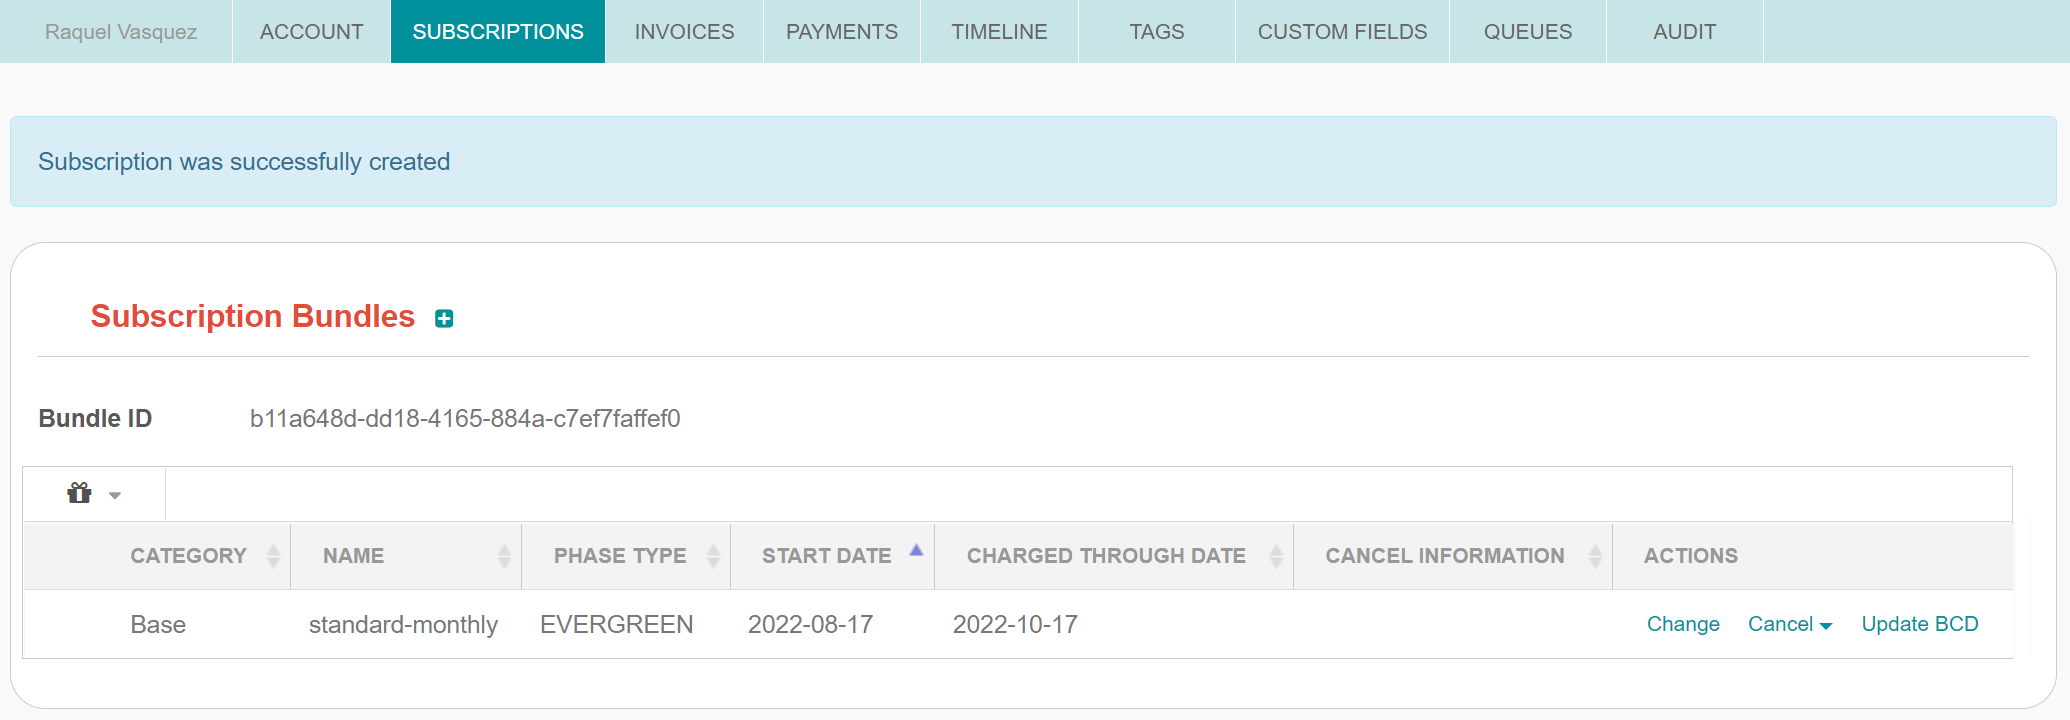 Raquel Vasquez ACCOUNT SUBSCRIPTIONS INVOICES PAYMENTS TIMELINE TAGS CUSTOM FIELDS QUEUES AUDIT
Subscription was successfully created
Subscription Bundles
Bundle ID b11a648d-dd18-4165-884a-c7ef7faffef0
CATEGORY NAME PHASE TYPE START DATE CHARGED THROUGH DATE CANCEL INFORMATION ACTIONS
Base standard-monthly EVERGREEN 2022-08-17 2022-10-17 Change Cancel Update BCD